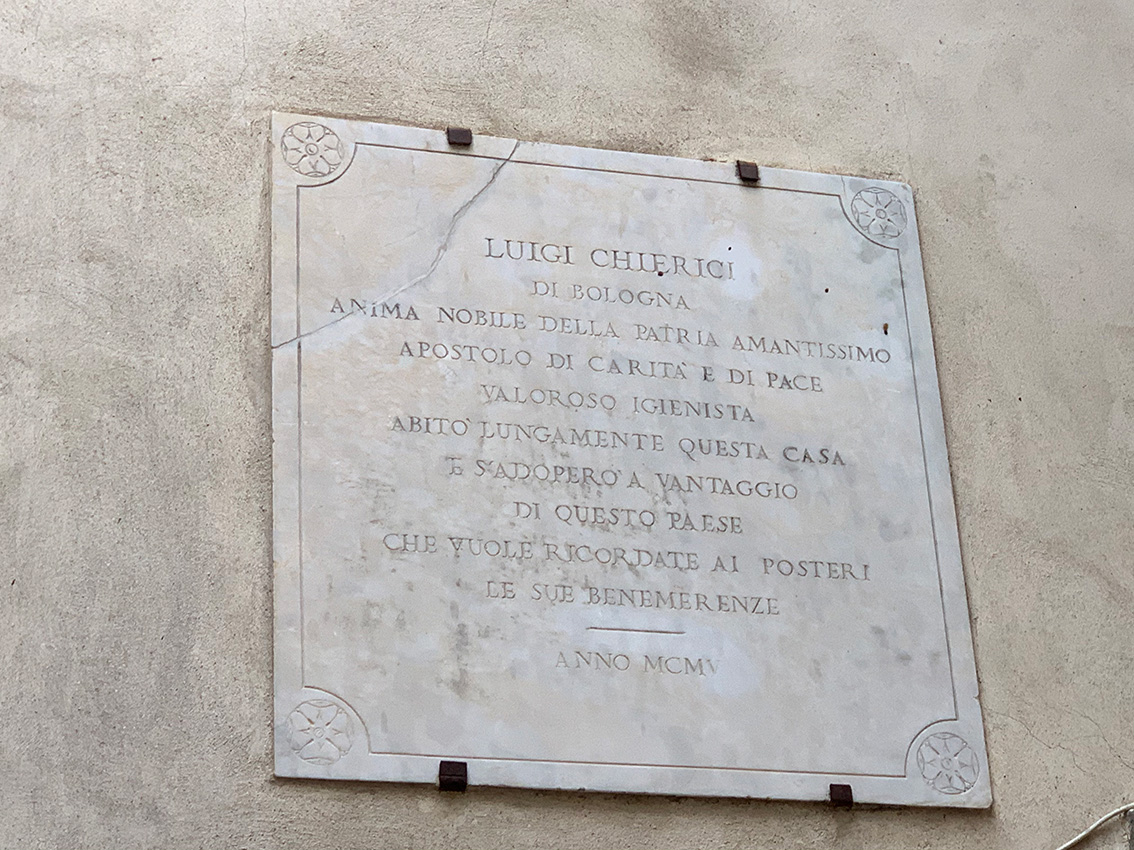 LUIGI CHIERICI
DI BOLOGNA
ANIMA NOBILE DELLA PATRIA AMANTISSIMO
APOSTOLO DI CARITÀ E DI PACE
VALOROSO IGIENISTA
ABITÒ LUNGAMENTE QUESTA CASA
E S'ADOPERÒ A VANTAGGIO
DI QUESTO PAESE
CHE VUOLE RICORDATE AI POSTERI
LE SUE BENEMERENZE
ANNO MCMV